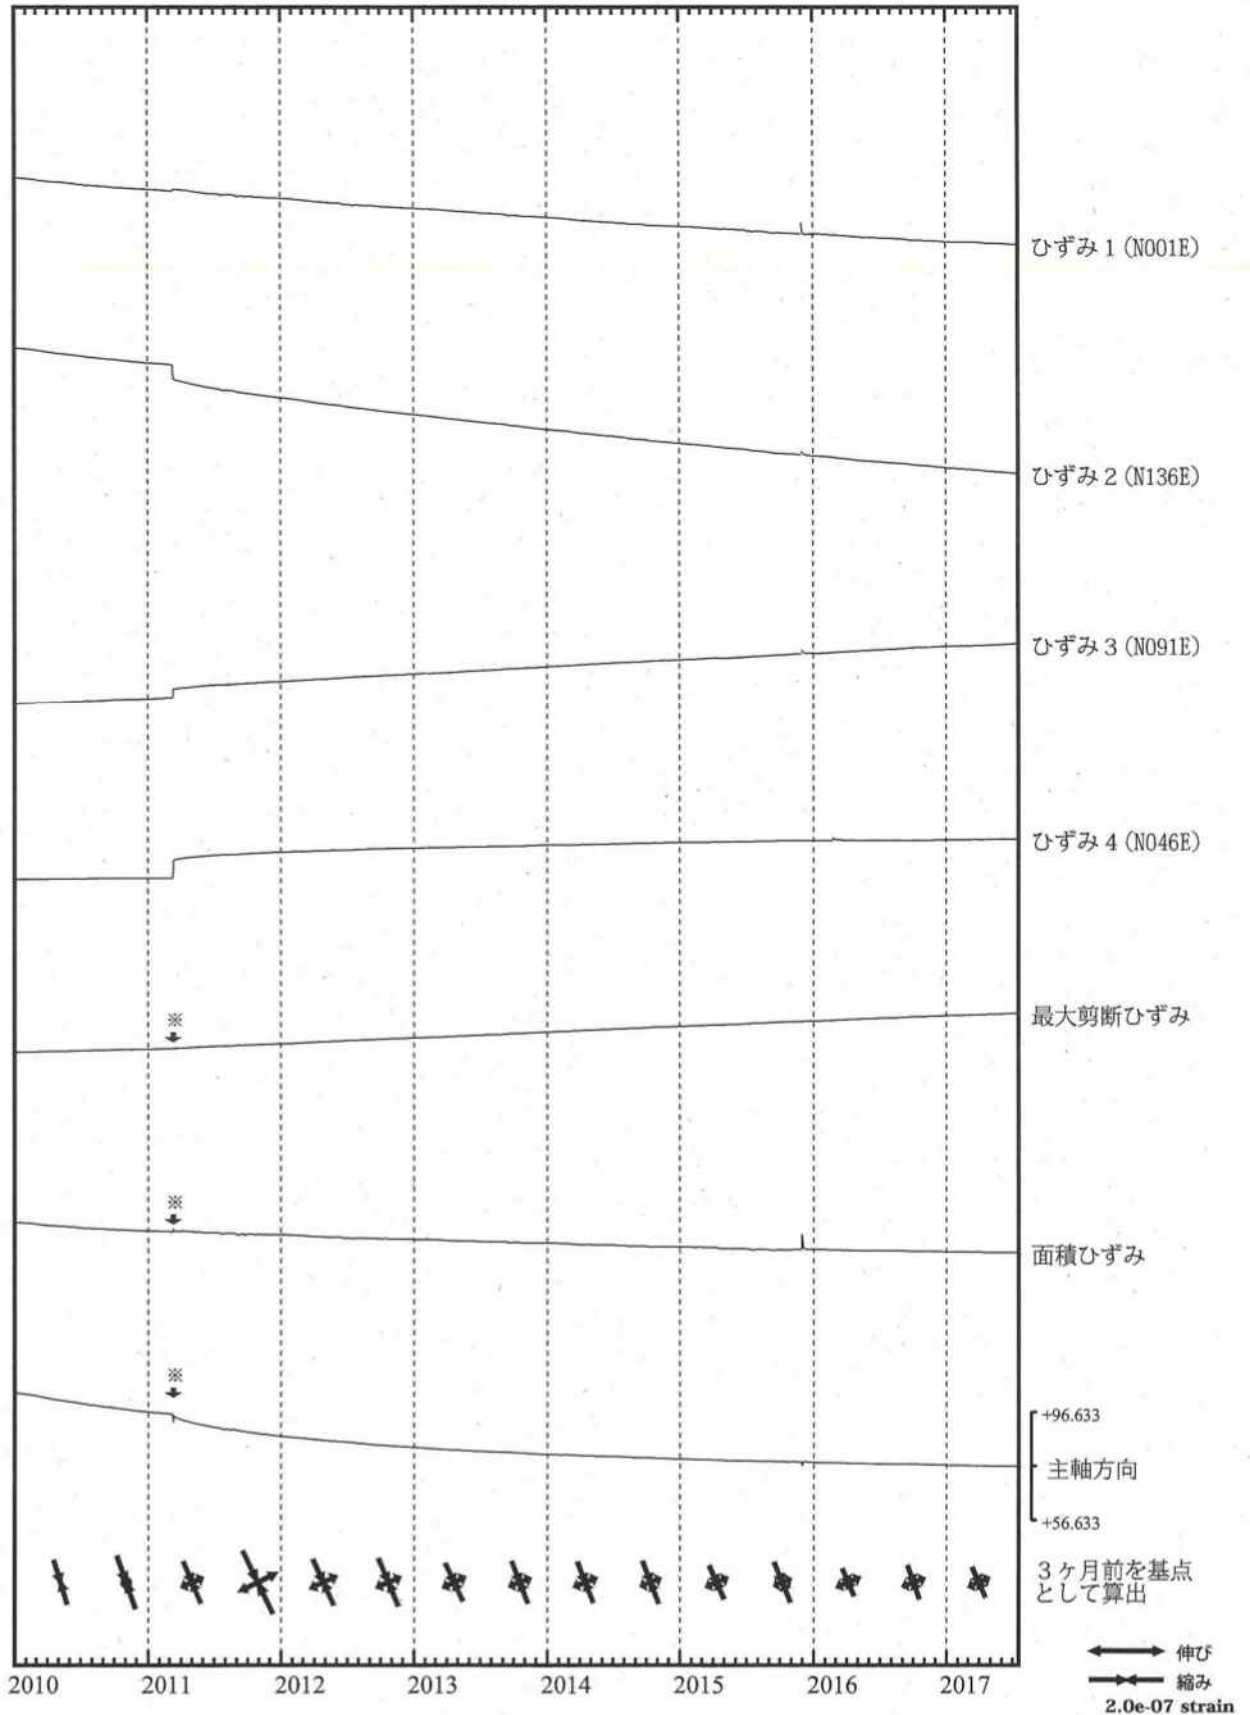 ひずみ 1 (N001E)
ひずみ 2 (N136E)
ひずみ 3 (N091E)
ひずみ 4 (N046E)
※
最大剪断ひずみ
※
面積ひずみ
※
+96.633
主軸方向
+56.633
3ヶ月前を基点
として算出
2010 2011 2012 2013 2014 2015 2016 2017
伸び
縮み
2.0e-07 strain